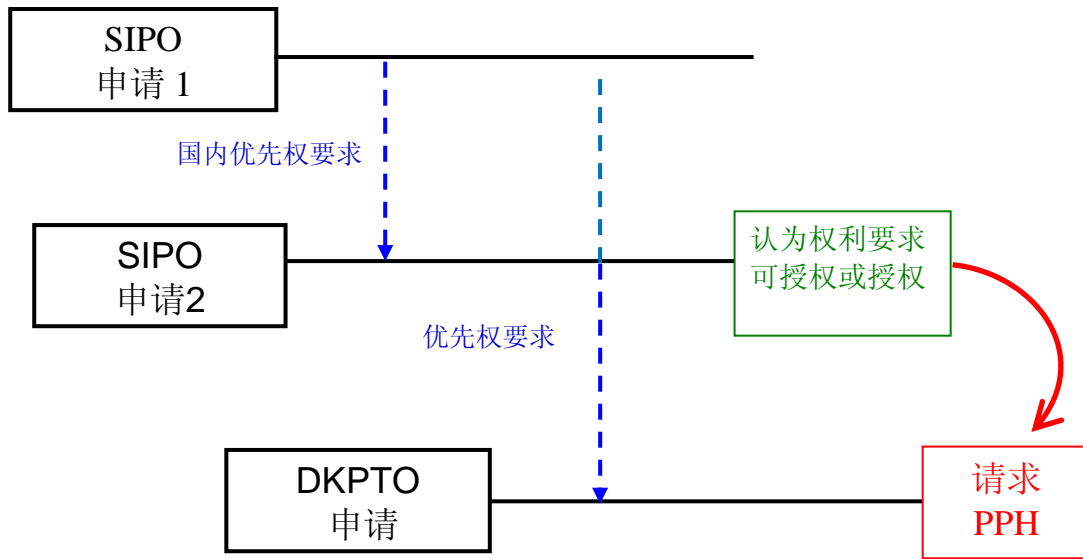 SIPO
申请 1
国内优先权要求
SIPO
申请2
认为权利要求
可授权或授权
优先权要求
DKPTO
申请
请求
PPH